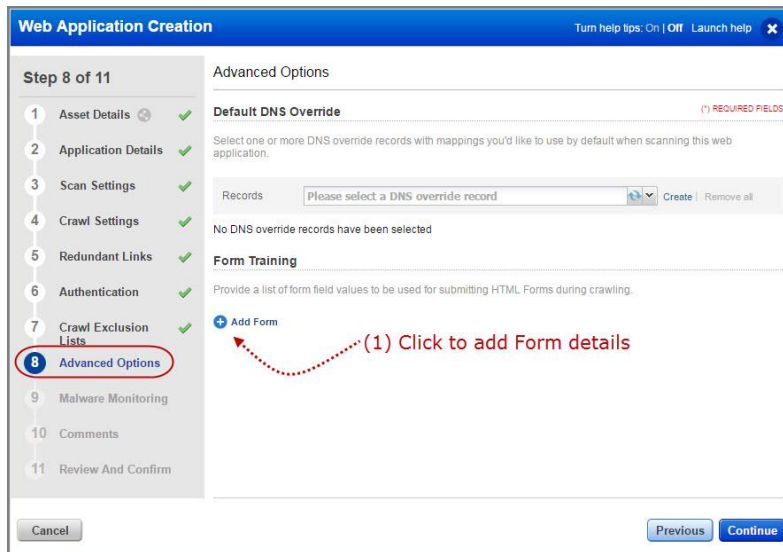 Web Application Creation
Turn help tips: On | Off Launch help
Step 8 of 11
1 Asset Details
2 Application Details
3 Scan Settings
4 Crawl Settings
5 Redundant Links
6 Authentication
7 Crawl Exclusion
Lists
8 Advanced Options
9 Malware Monitoring
10 Comments
11 Review And Confirm
Advanced Options
Default DNS Override
(*) REQUIRED FIELDS
Select one or more DNS override records with mappings you'd like to use by default when scanning this web
application.
Records Please select a DNS override record Create | Remove all
No DNS override records have been selected
Form Training
Provide a list of form field values to be used for submitting HTML Forms during crawling.
Add Form
(1) Click to add Form details
Cancel
Previous Continue